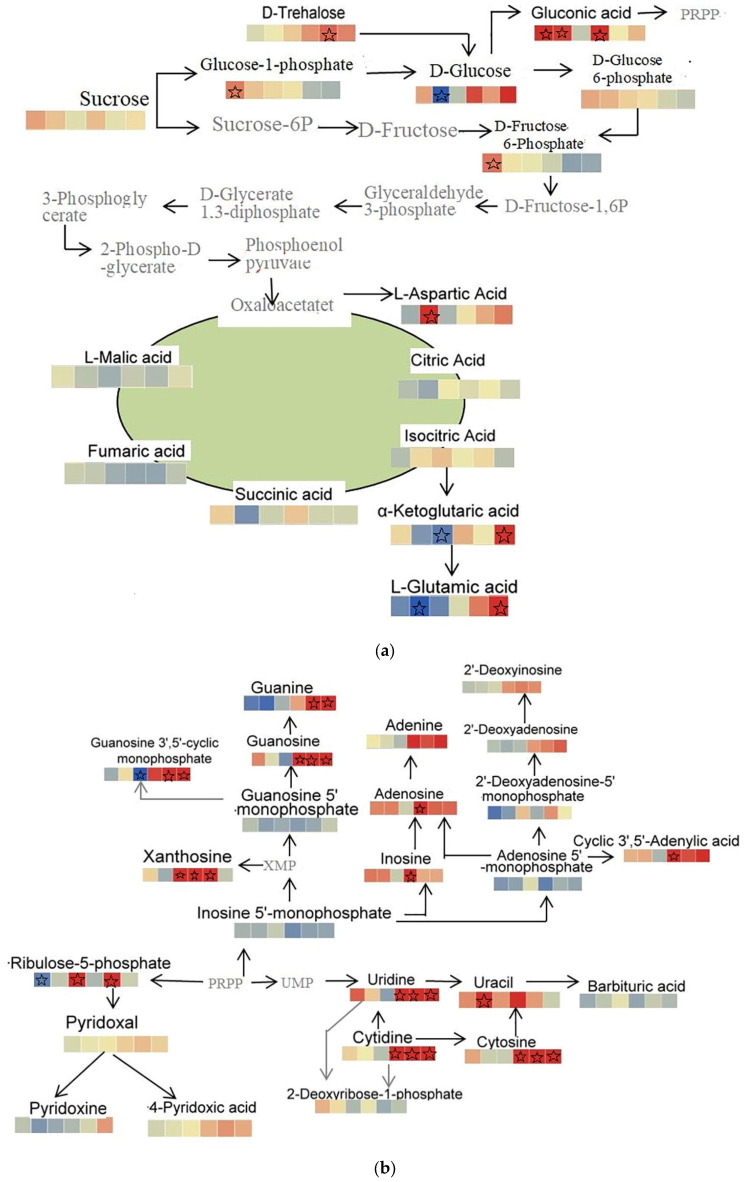 D-Trehalose
Gluconic acid
PRPP
Glucose-1-phosphate
D-Glucose
D-Glucose
6-phosphate
Sucrose
Sucrose-6P
D-Fructose
D-Fructose
6-Phosphate
3-Phosphogly
cerate
D-Glycerate
1,3-diphosphate
Glyceraldehyde
3-phosphate
D-Fructose-1,6P
2-Phospho-D
-glycerate
Phosphoenol
pyruvate
Oxaloacetatet
L-Aspartic Acid
L-Malic acid
Citric Acid
Fumaric acid
Isocitric Acid
Succinic acid
α-Ketoglutaric acid
L-Glutamic acid
(a)
Guanine
2'-Deoxyinosine
Guanosine 3',5'-cyclic
monophosphate
Guanosine
Adenine
2'-Deoxyadenosine
Guanosine 5'
·monophosphate
Adenosine
2'-Deoxyadenosine-5'
monophosphate
Xanthosine
XMP
Inosine
Adenosine 5'
-monophosphate
Cyclic 3',5'-Adenylic acid
Inosine 5'-monophosphate
·Ribulose-5-phosphate
PRPP
UMP
Uridine
Uracil
Barbituric acid
Pyridoxal
Cytidine
Cytosine
Pyridoxine
·4-Pyridoxic acid
2-Deoxyribose-1-phosphate
(b)